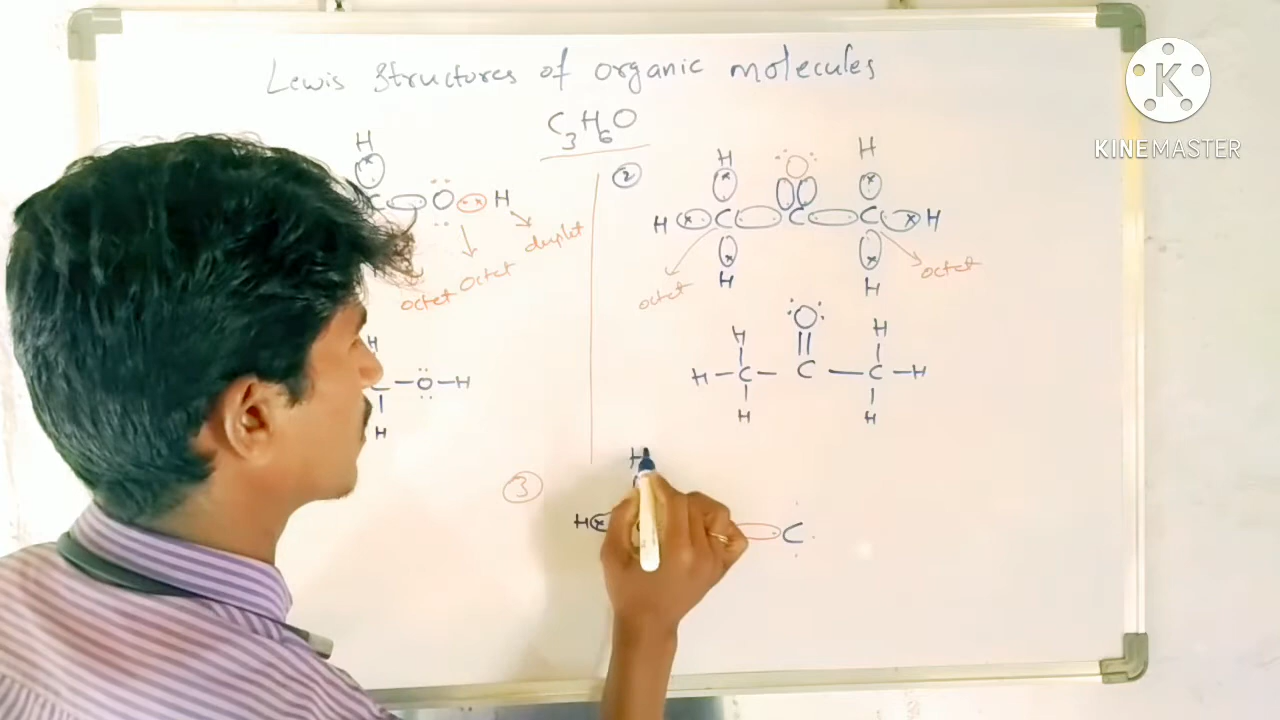 Lewis Structures of organic molecules
C3H6O
KINEMASTER
K
H
C O H
duplet
octet octet
H
C — O — H
H
②
H O H
H C C C H
H H
octet octet
H O H
H — C — C — C — H
H H
③
H
H C